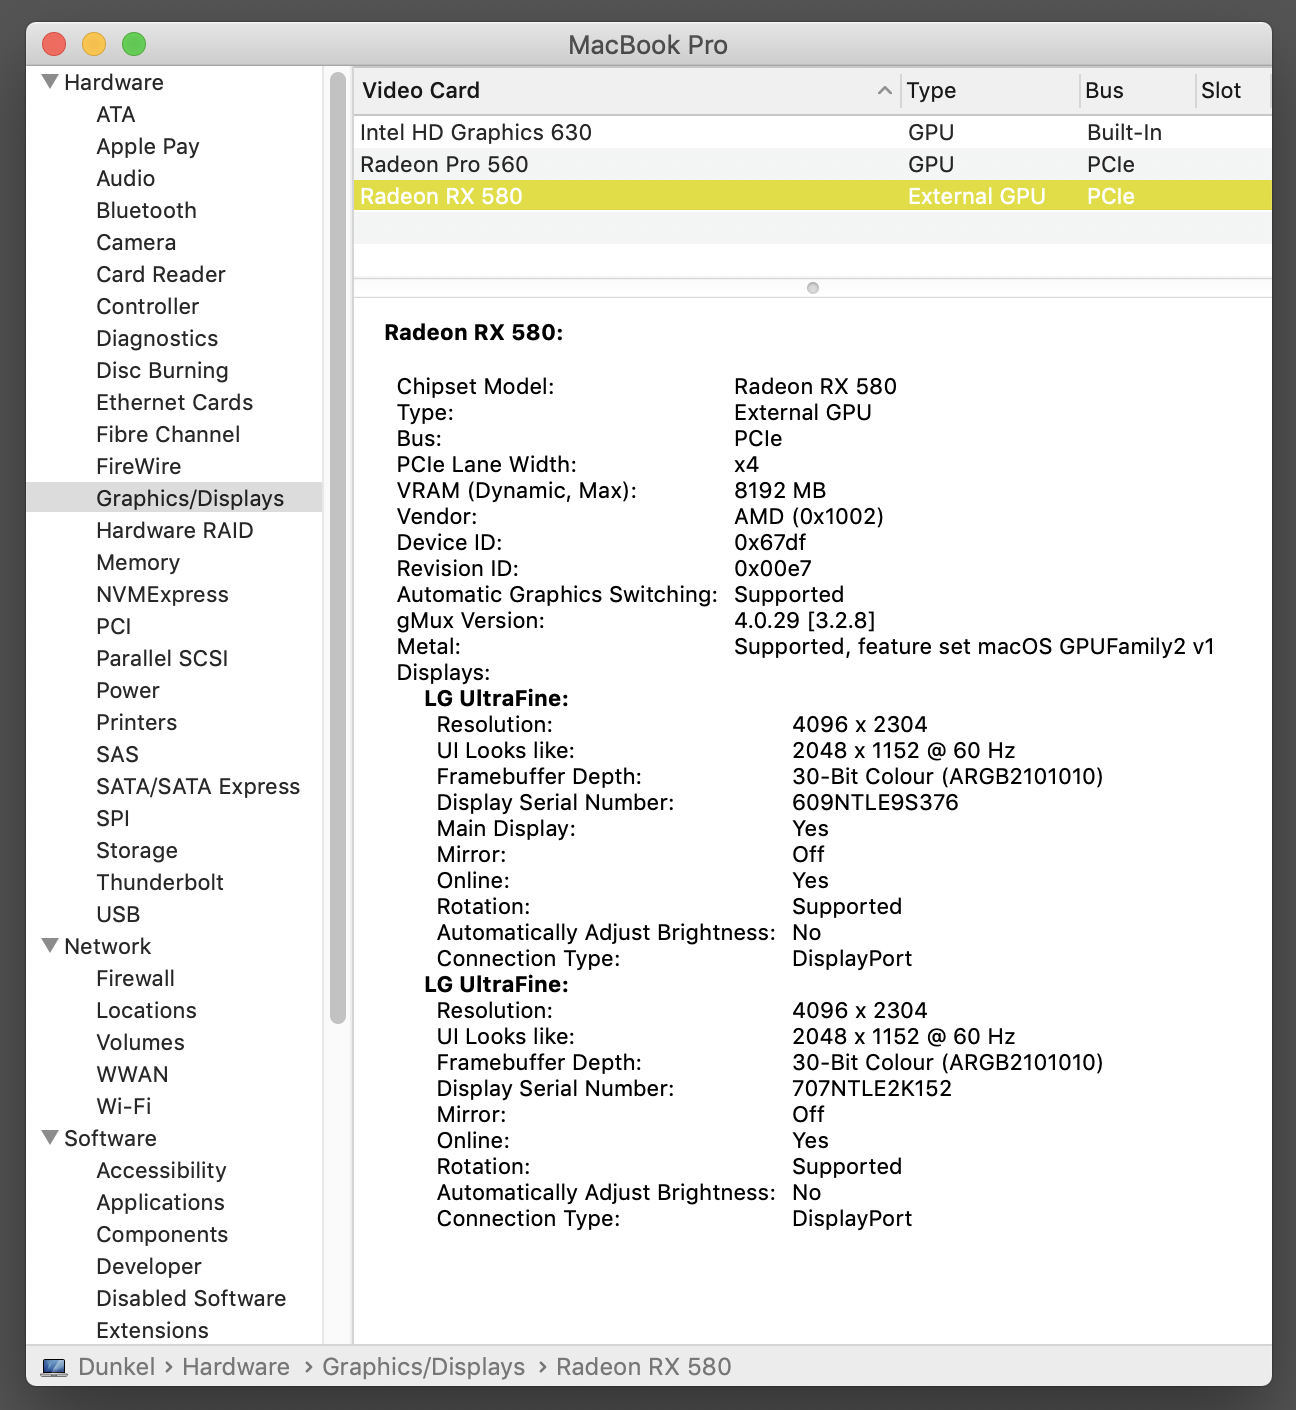 MacBook Pro
Hardware
ATA
Apple Pay
Audio
Bluetooth
Camera
Card Reader
Controller
Diagnostics
Disc Burning
Ethernet Cards
Fibre Channel
FireWire
Graphics/Displays
Hardware RAID
Memory
NVMExpress
PCI
Parallel SCSI
Power
Printers
SAS
SATA/SATA Express
SPI
Storage
Thunderbolt
USB
Network
Firewall
Locations
Volumes
WWAN
Wi-Fi
Software
Accessibility
Applications
Components
Developer
Disabled Software
Extensions
Video Card Type Bus Slot
Intel HD Graphics 630 GPU Built-In
Radeon Pro 560 GPU PCIe
Radeon RX 580 External GPU PCIe
Radeon RX 580:
Chipset Model: Radeon RX 580
Type: External GPU
Bus: PCIe
PCIe Lane Width: x4
VRAM (Dynamic, Max): 8192 MB
Vendor: AMD (0x1002)
Device ID: 0x67df
Revision ID: 0x00e7
Automatic Graphics Switching: Supported
gMux Version: 4.0.29 [3.2.8]
Metal: Supported, feature set macOS GPUFamily2 v1
Displays:
LG UltraFine:
Resolution: 4096 x 2304
UI Looks like: 2048 x 1152 @ 60 Hz
Framebuffer Depth: 30-Bit Colour (ARGB2101010)
Display Serial Number: 609NTLE9S376
Main Display: Yes
Mirror: Off
Online: Yes
Rotation: Supported
Automatically Adjust Brightness: No
Connection Type: DisplayPort
LG UltraFine:
Resolution: 4096 x 2304
UI Looks like: 2048 x 1152 @ 60 Hz
Framebuffer Depth: 30-Bit Colour (ARGB2101010)
Display Serial Number: 707NTLE2K152
Mirror: Off
Online: Yes
Rotation: Supported
Automatically Adjust Brightness: No
Connection Type: DisplayPort
Dunkel › Hardware › Graphics/Displays › Radeon RX 580